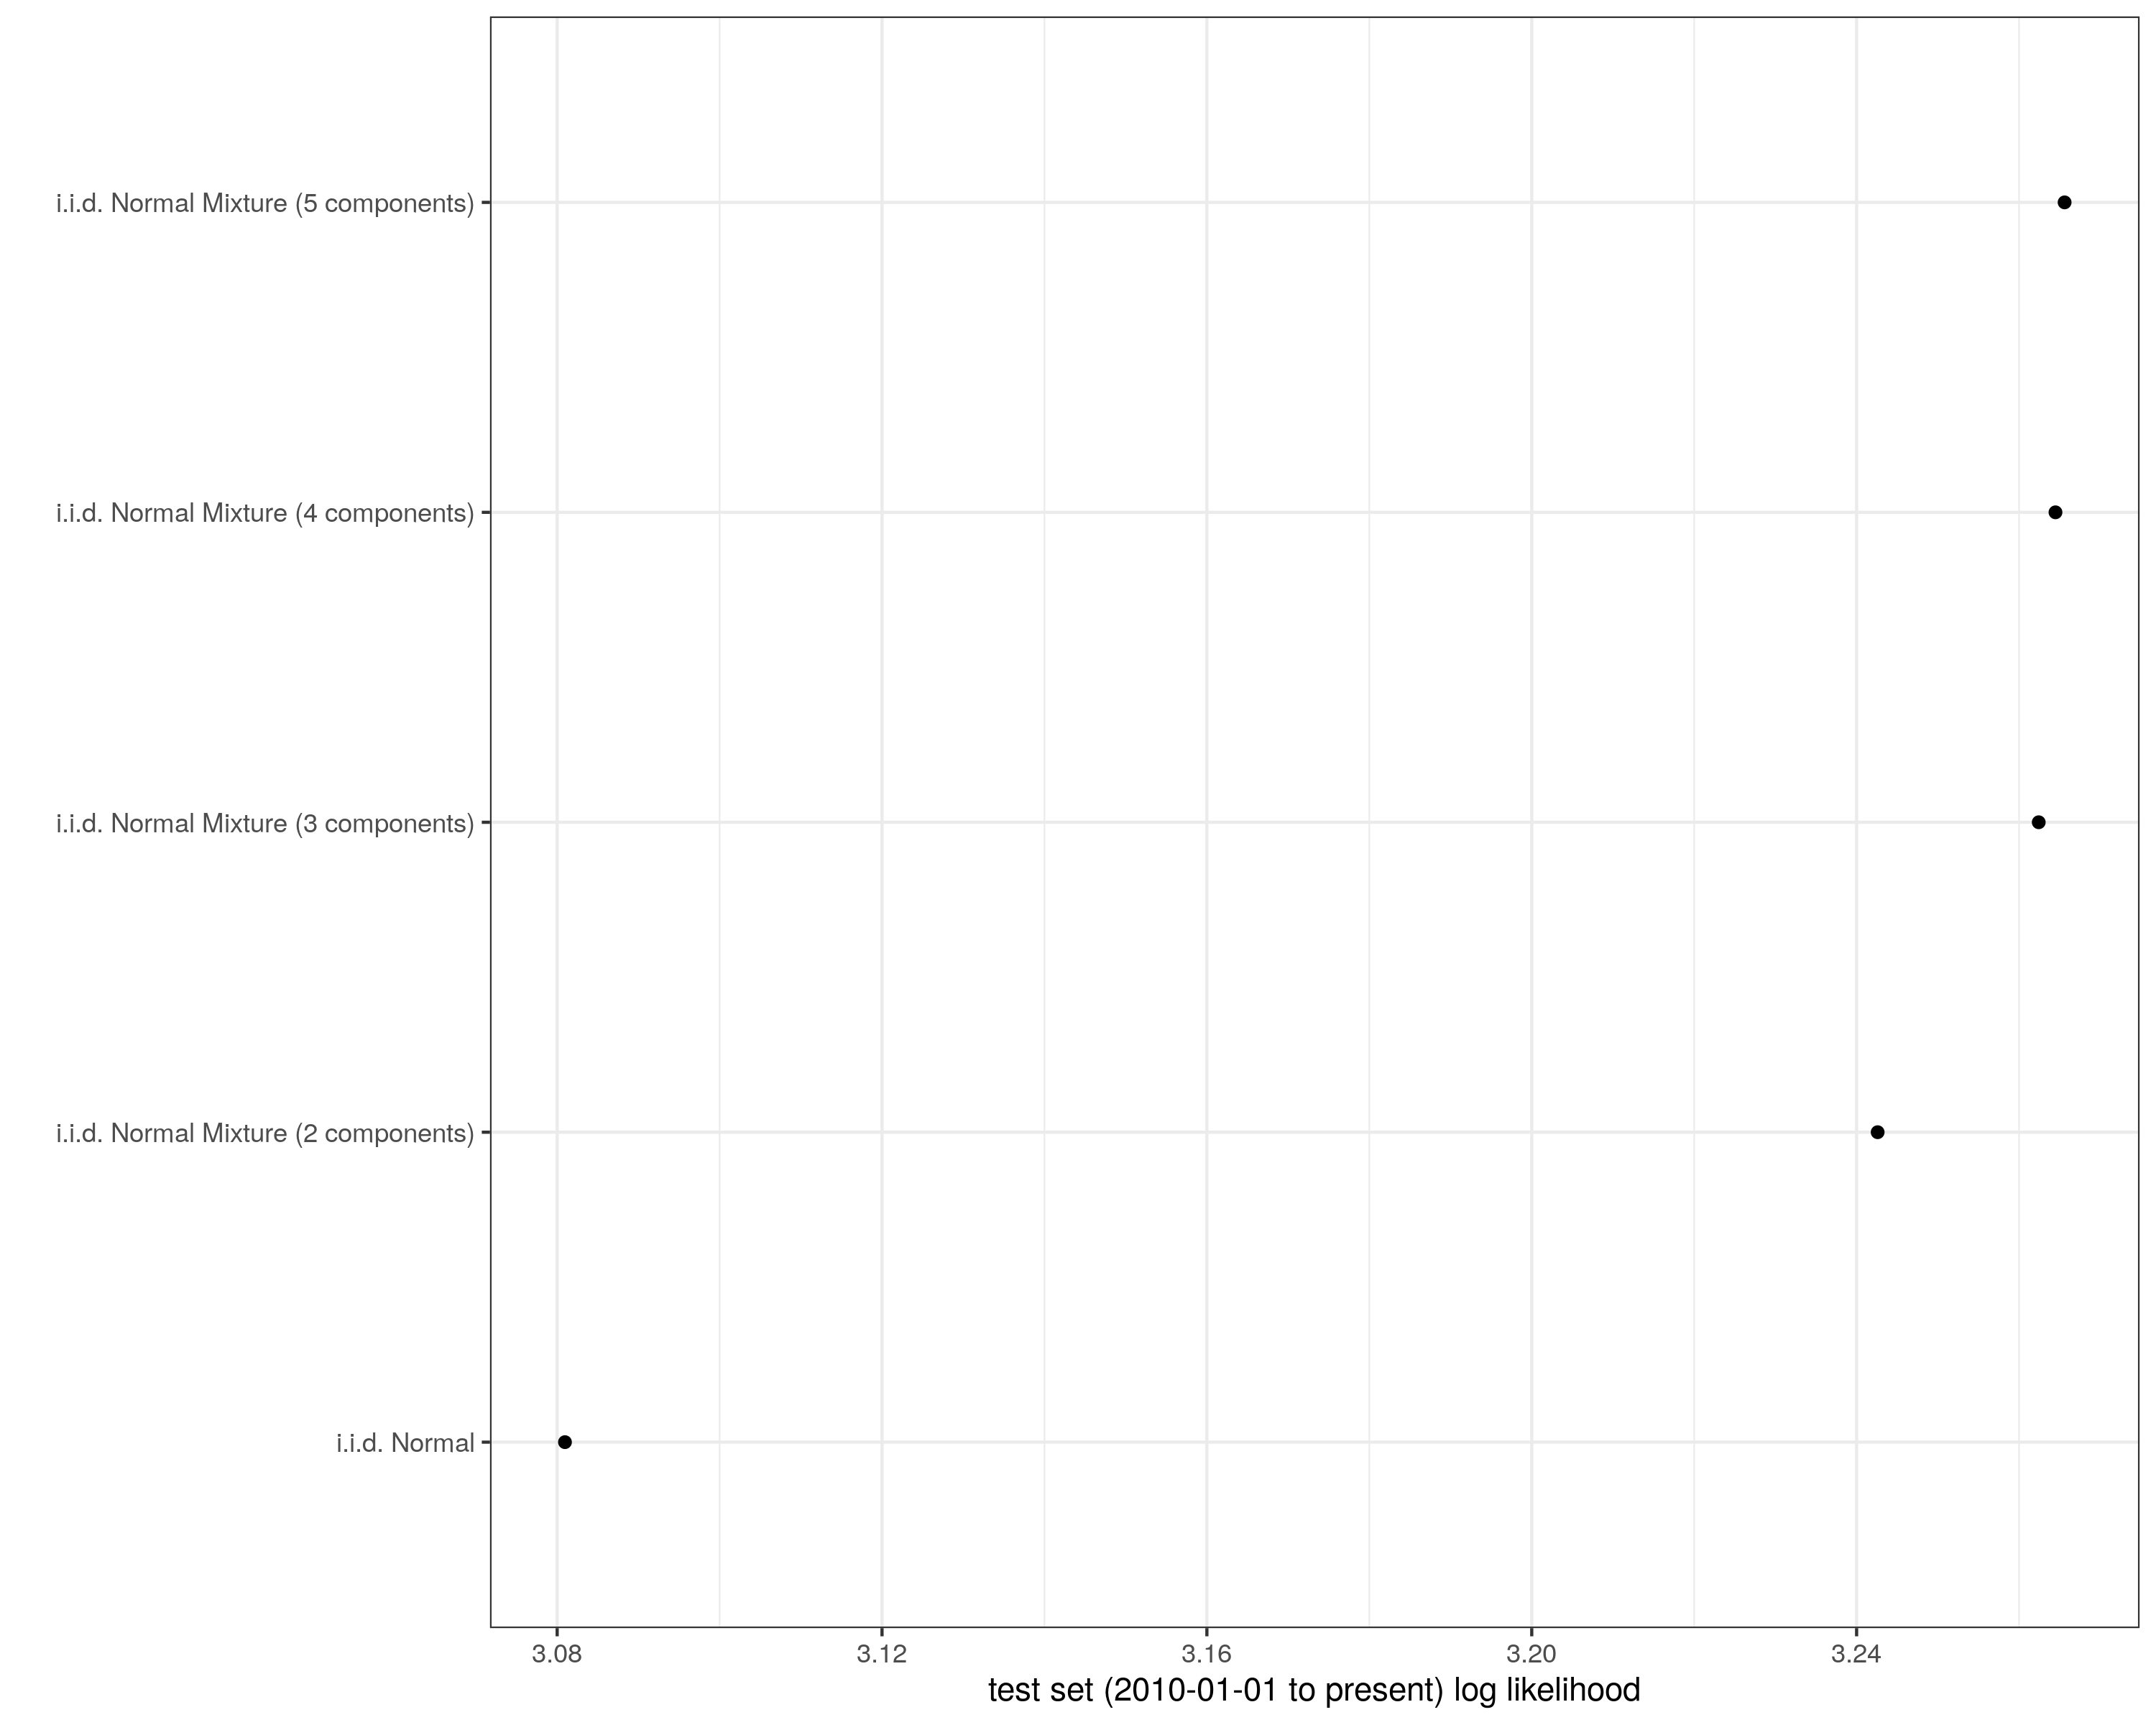 i.i.d. Normal Mixture (5 components)
i.i.d. Normal Mixture (4 components)
i.i.d. Normal Mixture (3 components)
i.i.d. Normal Mixture (2 components)
i.i.d. Normal
3.08 3.12 3.16 3.20 3.24
test set (2010-01-01 to present) log likelihood